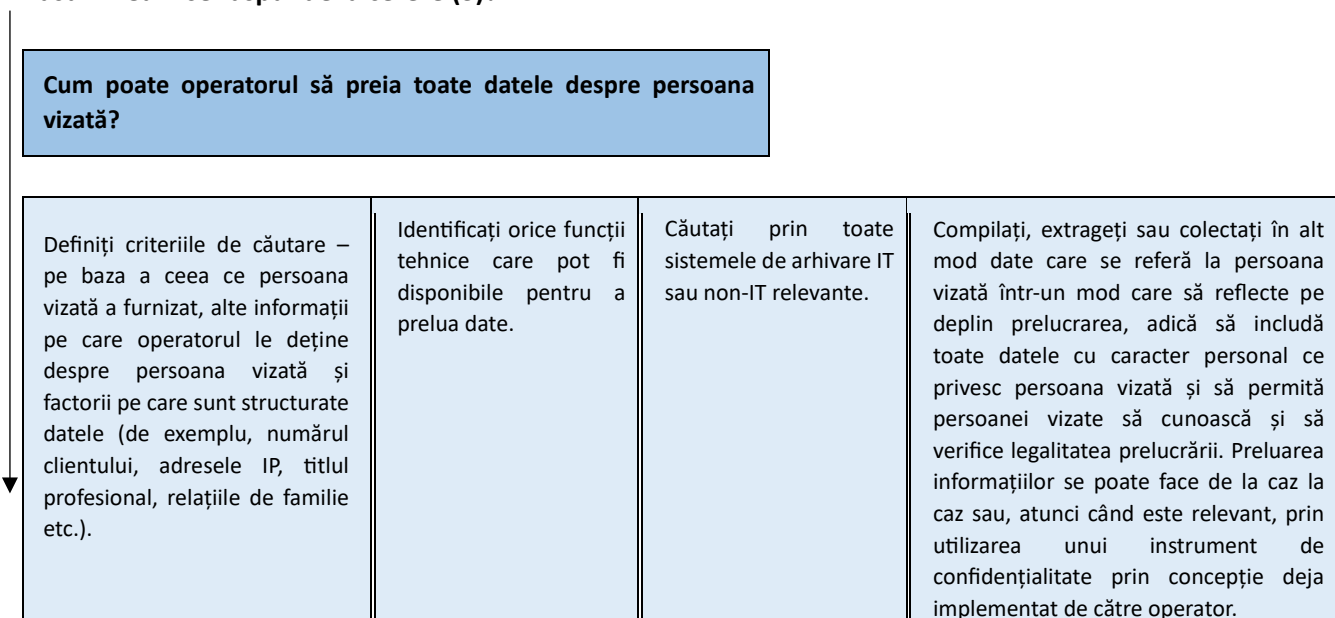 Cum poate operatorul să preia toate datele despre persoana
vizată?
Definiți criteriile de căutare –
pe baza a ceea ce persoana
vizată a furnizat, alte informații
pe care operatorul le deține
despre persoana vizată și
factorii pe care sunt structurate
datele (de exemplu, numărul
clientului, adresele IP, titlul
profesional, relațiile de familie
etc.).
Identificați orice funcții
tehnice care pot fi
disponibile pentru a
prelua date.
Căutați prin toate
sistemele de arhivare IT
sau non-IT relevante.
Compilați, extrageți sau colectați în alt
mod date care se referă la persoana
vizată într-un mod care să reflecte pe
deplin prelucrarea, adică să includă
toate datele cu caracter personal ce
privesc persoana vizată și să permită
persoanei vizate să cunoască și să
verifice legalitatea prelucrării. Preluarea
informațiilor se poate face de la caz la
caz sau, atunci când este relevant, prin
utilizarea unui instrument de
confidențialitate prin concepție deja
implementat de către operator.